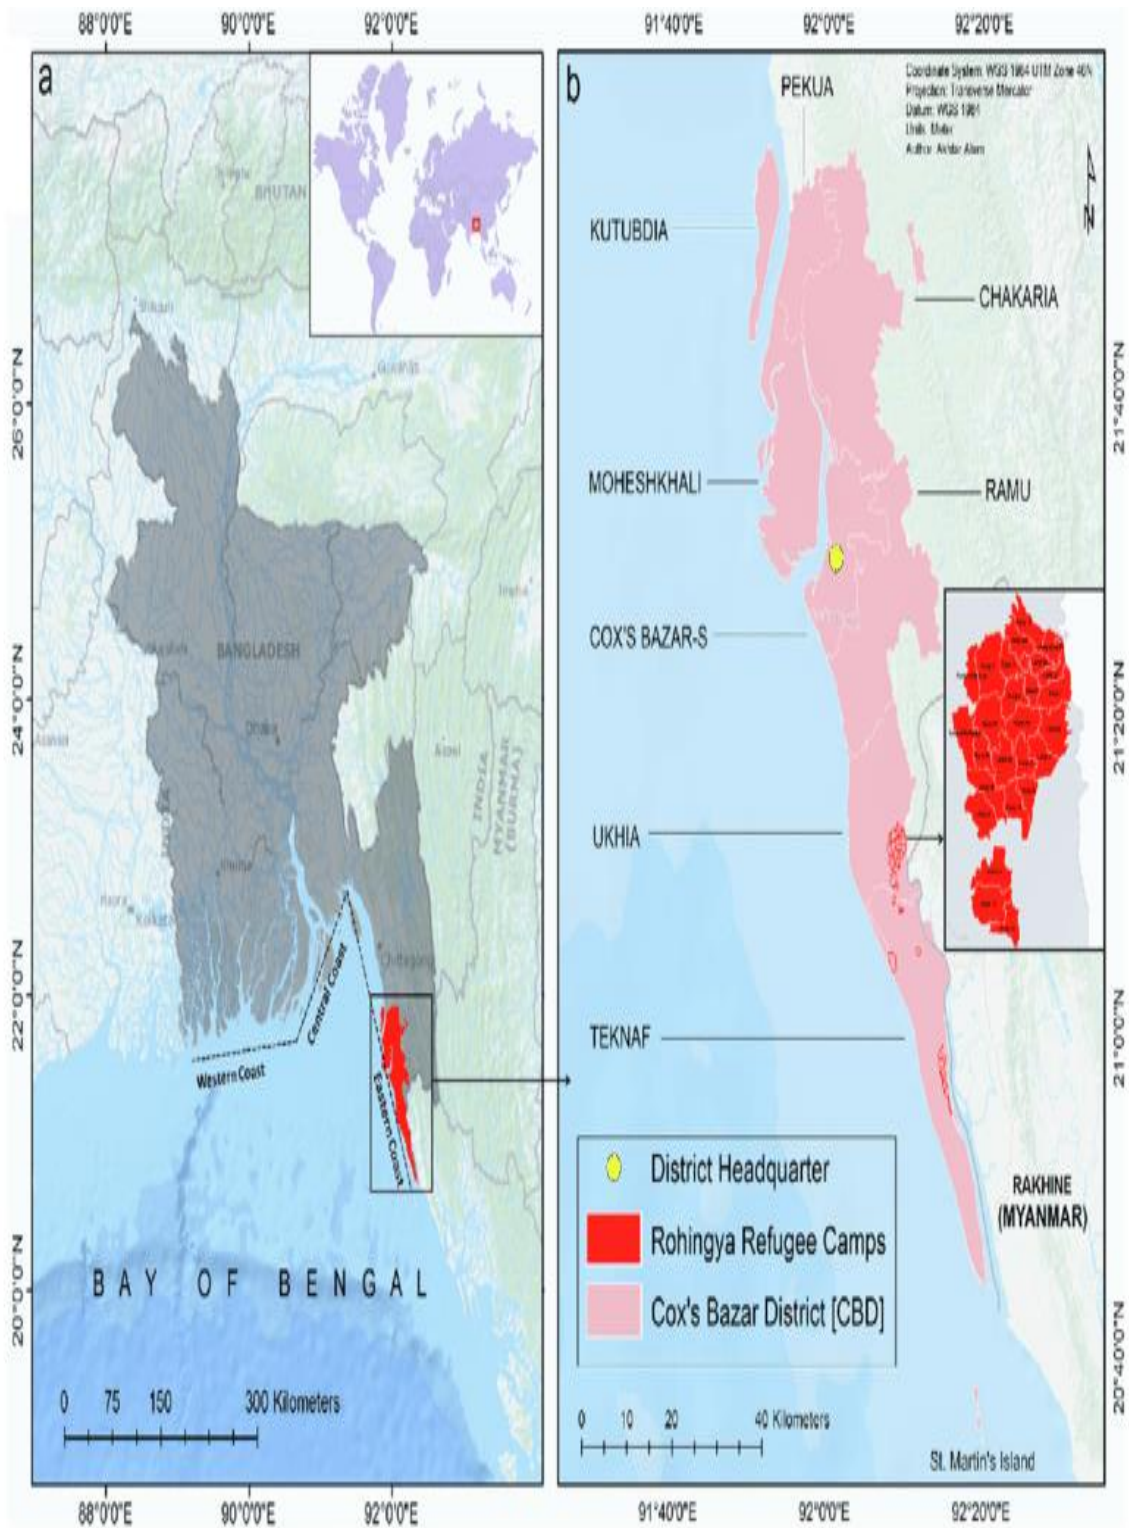 88°0'0"E 90°0'0"E 92°0'0"E
91°40'0"E 92°0'0"E 92°20'0"E
a
BHUTAN
26°0'0"N
24°0'0"N
22°0'0"N
20°0'0"N
BANGLADESH
Dhaka
INDIA
MYANMAR
(BURMA)
Chittagong
Kolkata
Western Coast
Central Coast
Eastern Coast
BAY OF BENGAL
0 75 150 300 Kilometers
88°0'0"E 90°0'0"E 92°0'0"E
b
PEKUA
Coordinate System: WGS 1984 UTM Zone 46N
Projection: Transverse Mercator
Datum: WGS 1984
Units: Meter
Author: Akhtar Alam
N
KUTUBDIA
CHAKARIA
MOHESHKHALI
RAMU
COX'S BAZAR-S
UKHIA
TEKNAF
21°40'0"N
21°20'0"N
21°0'0"N
20°40'0"N
RAKHINE
(MYANMAR)
District Headquarter
Rohingya Refugee Camps
Cox's Bazar District [CBD]
0 10 20 40 Kilometers
St. Martin's Island
91°40'0"E 92°0'0"E 92°20'0"E